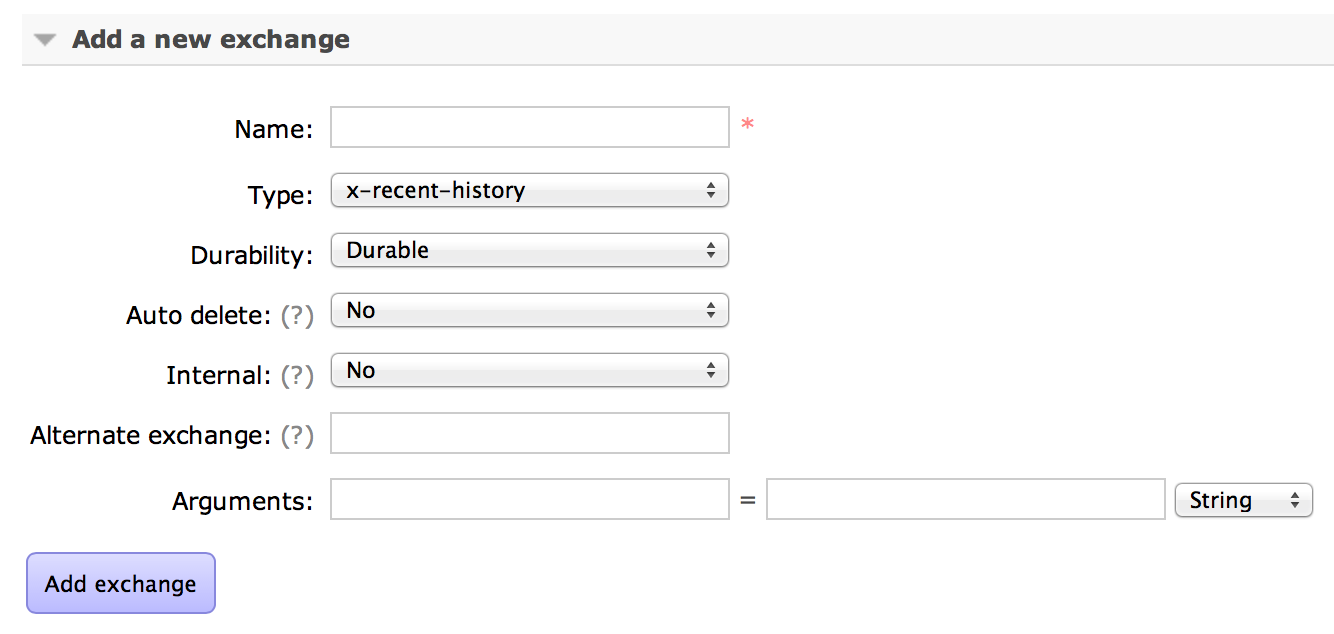 Add a new exchange
Name: *
Type: x-recent-history
Durability: Durable
Auto delete: (?) No
Internal: (?) No
Alternate exchange: (?)
Arguments: = String
Add exchange